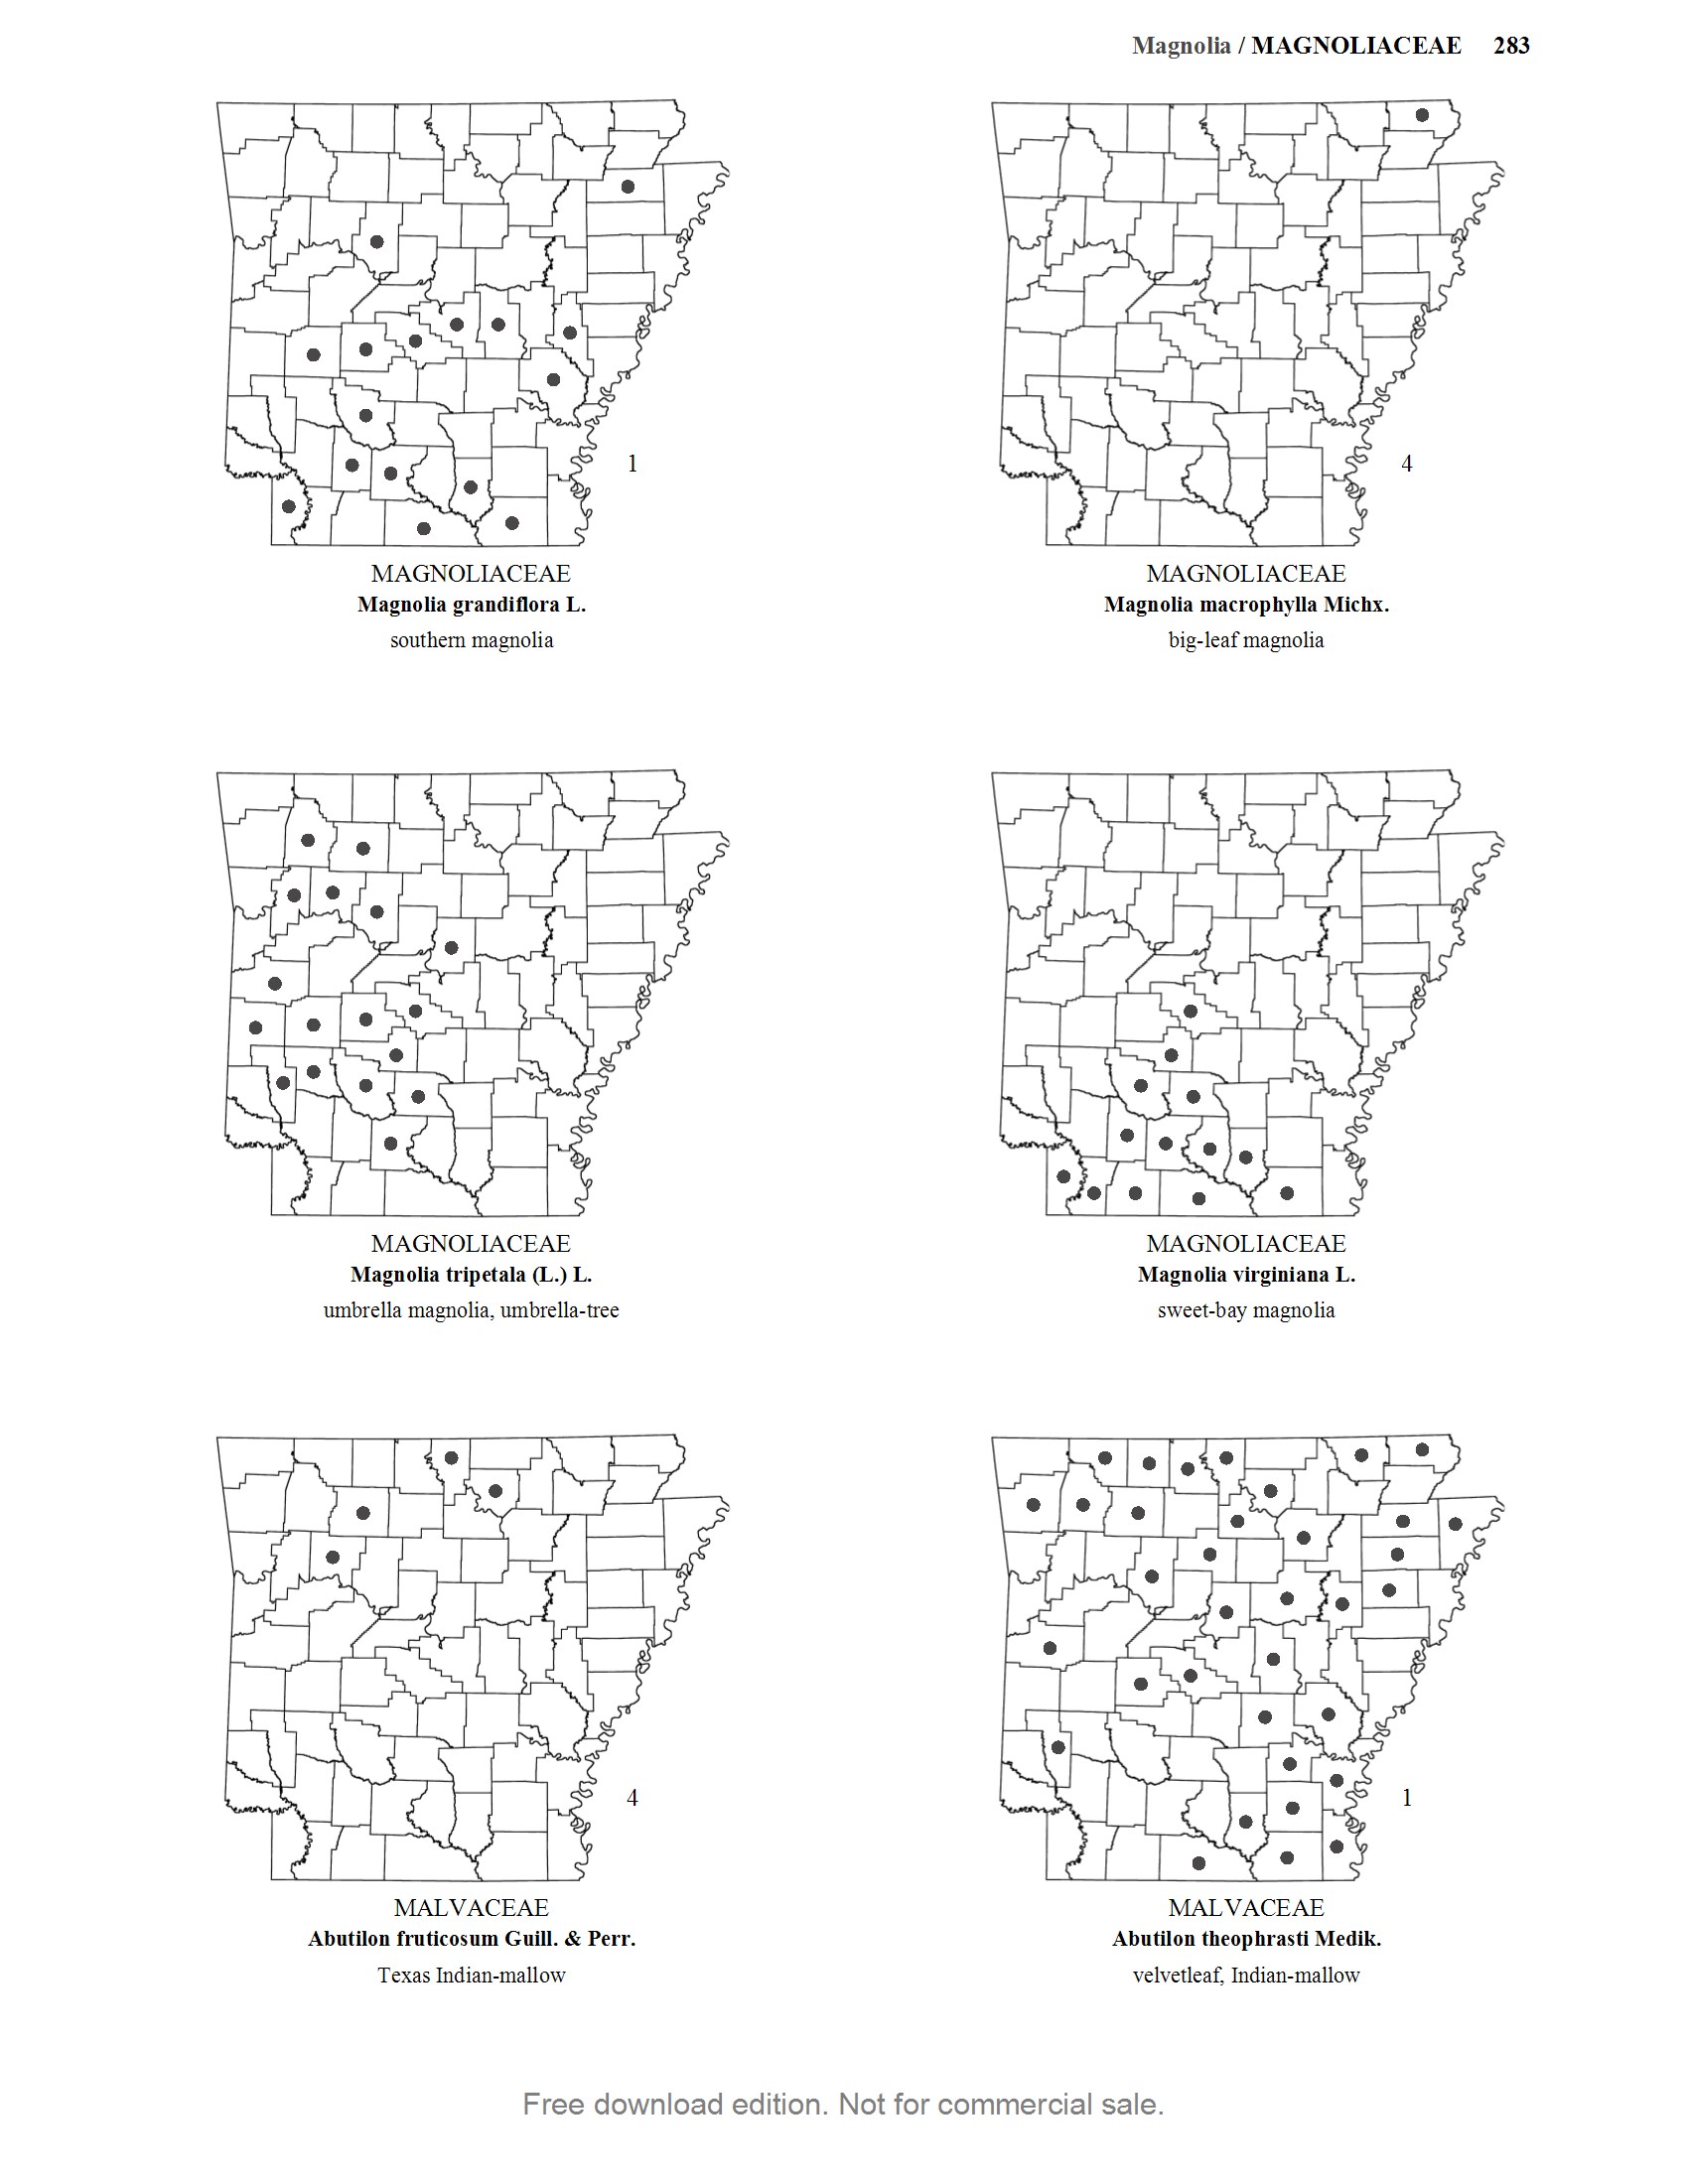 Magnolia / MAGNOLIACEAE 283
1
MAGNOLIACEAE
Magnolia grandiflora L.
southern magnolia
4
MAGNOLIACEAE
Magnolia macrophylla Michx.
big-leaf magnolia
MAGNOLIACEAE
Magnolia tripetala (L.) L.
umbrella magnolia, umbrella-tree
MAGNOLIACEAE
Magnolia virginiana L.
sweet-bay magnolia
4
MALVACEAE
Abutilon fruticosum Guill. & Perr.
Texas Indian-mallow
1
MALVACEAE
Abutilon theophrasti Medik.
velvetleaf, Indian-mallow
Free download edition. Not for commercial sale.